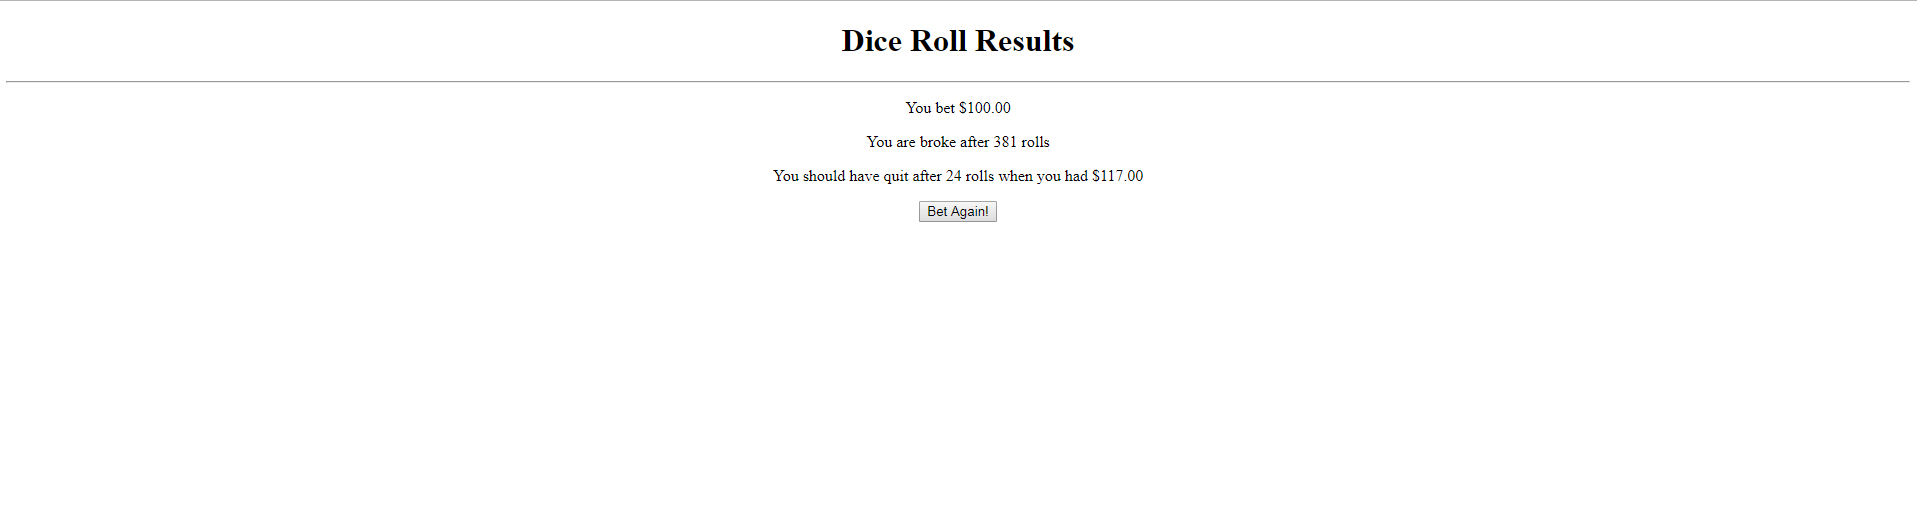 Dice Roll Results
You bet $100.00
You are broke after 381 rolls
You should have quit after 24 rolls when you had $117.00
Bet Again!